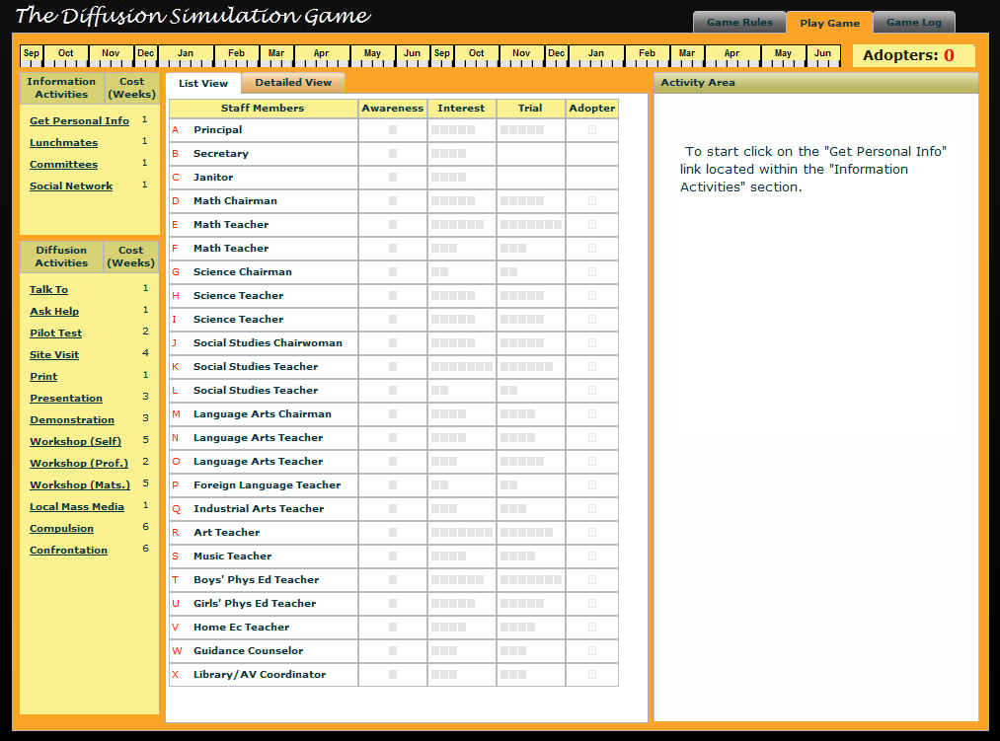 The Diffusion Simulation Game
Game Rules Play Game Game Log
Sep Oct Nov Dec Jan Feb Mar Apr May Jun Sep Oct Nov Dec Jan Feb Mar Apr May Jun
Adopters: 0
Information Activities Cost (Weeks)
Get Personal Info 1
Lunchmates 1
Committees 1
Social Network 1
Diffusion Activities Cost (Weeks)
Talk To 1
Ask Help 1
Pilot Test 2
Site Visit 4
Print 1
Presentation 3
Demonstration 3
Workshop (Self) 5
Workshop (Prof.) 2
Workshop (Mats.) 5
Local Mass Media 1
Compulsion 6
Confrontation 6
List View Detailed View
Staff Members Awareness Interest Trial Adopter
A Principal
B Secretary
C Janitor
D Math Chairman
E Math Teacher
F Math Teacher
G Science Chairman
H Science Teacher
I Science Teacher
J Social Studies Chairwoman
K Social Studies Teacher
L Social Studies Teacher
M Language Arts Chairman
N Language Arts Teacher
O Language Arts Teacher
P Foreign Language Teacher
Q Industrial Arts Teacher
R Art Teacher
S Music Teacher
T Boys' Phys Ed Teacher
U Girls' Phys Ed Teacher
V Home Ec Teacher
W Guidance Counselor
X Library/AV Coordinator
Activity Area
To start click on the "Get Personal Info"
link located within the "Information
Activities" section.